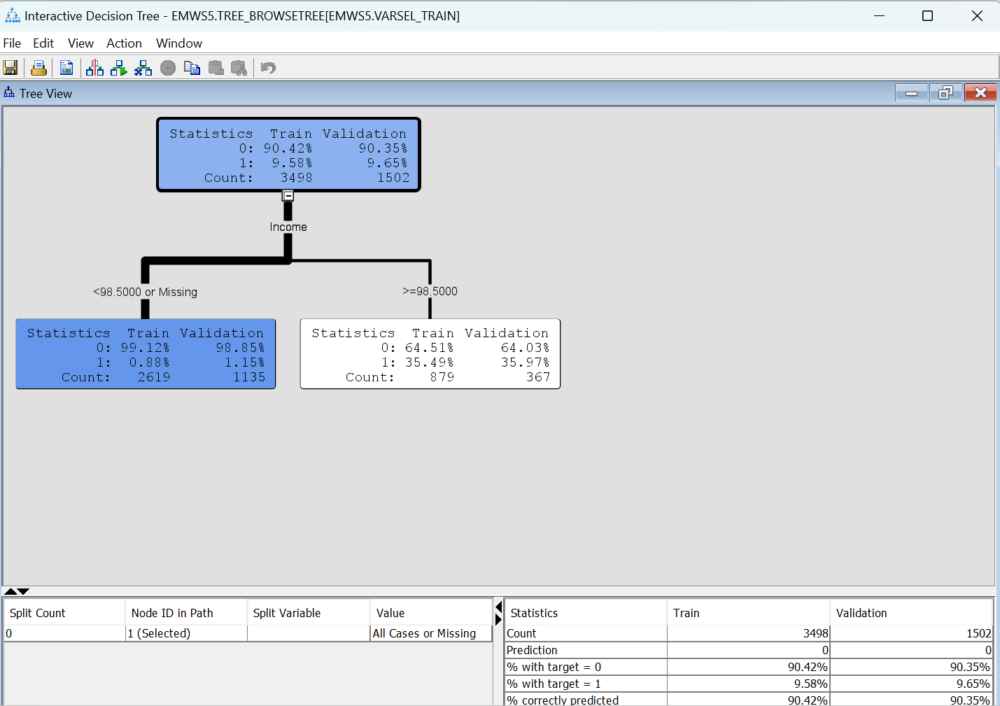 Interactive Decision Tree - EMWS5.TREE_BROWSETREE[EMWS5.VARSEL_TRAIN]
File Edit View Action Window
Tree View
Statistics Train Validation
0: 90.42% 90.35%
1: 9.58% 9.65%
Count: 3498 1502
Income
<98.5000 or Missing
>=98.5000
Statistics Train Validation
0: 99.12% 98.85%
1: 0.88% 1.15%
Count: 2619 1135
Statistics Train Validation
0: 64.51% 64.03%
1: 35.49% 35.97%
Count: 879 367
Split Count Node ID in Path Split Variable Value
0 1 (Selected) All Cases or Missing
Statistics Train Validation
Count 3498 1502
Prediction 0 0
% with target = 0 90.42% 90.35%
% with target = 1 9.58% 9.65%
% correctly predicted 90.42% 90.35%